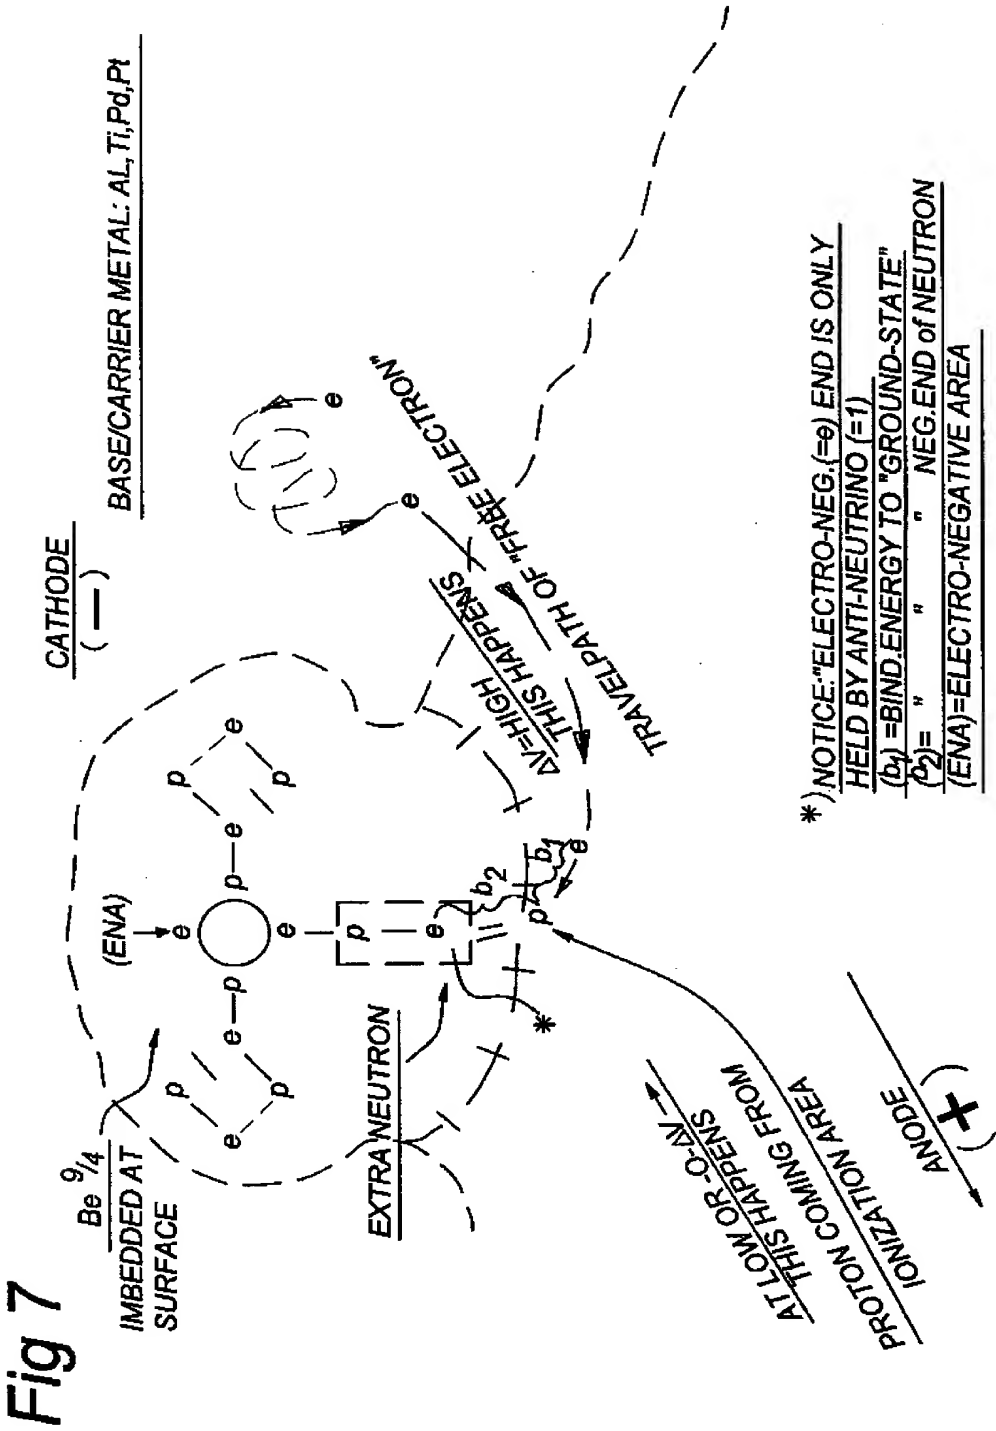 Fig 7
CATHODE
(—)
BASE/CARRIER METAL: AL,Ti,Pd,Pt
Be 9/4
IMBEDDED AT
SURFACE
(ENA)
e
p
p
e
e—p
e
p—e
p
e
p
e
p
e
EXTRA NEUTRON
*
=
p
b2
b1
e
e
e
ΔV=HIGH
THIS HAPPENS
TRAVELPATH OF "FREE ELECTRON"
AT LOW OR -O-ΔV
THIS HAPPENS
PROTON COMING FROM
IONIZATION AREA
ANODE
(+)
*) NOTICE:"ELECTRO-NEG.(=e) END IS ONLY
HELD BY ANTI-NEUTRINO (=1)
(b1) =BIND.ENERGY TO "GROUND-STATE"
(b2)= " " " NEG.END of NEUTRON
(ENA)=ELECTRO-NEGATIVE AREA